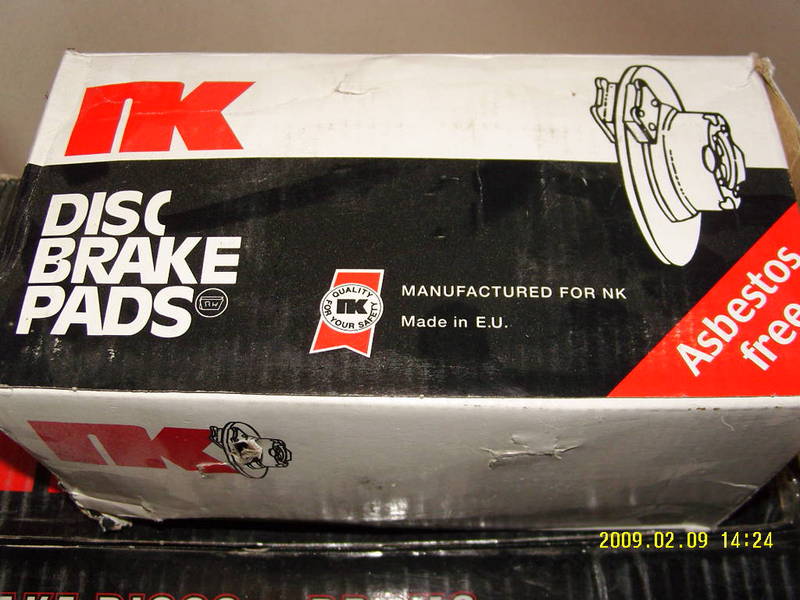 NK
DISC
BRAKE
PADS
QUALITY
NK
FOR YOUR SAFETY
MANUFACTURED FOR NK
Made in E.U.
Asbestos
free
NK
2009.02.09 14:24